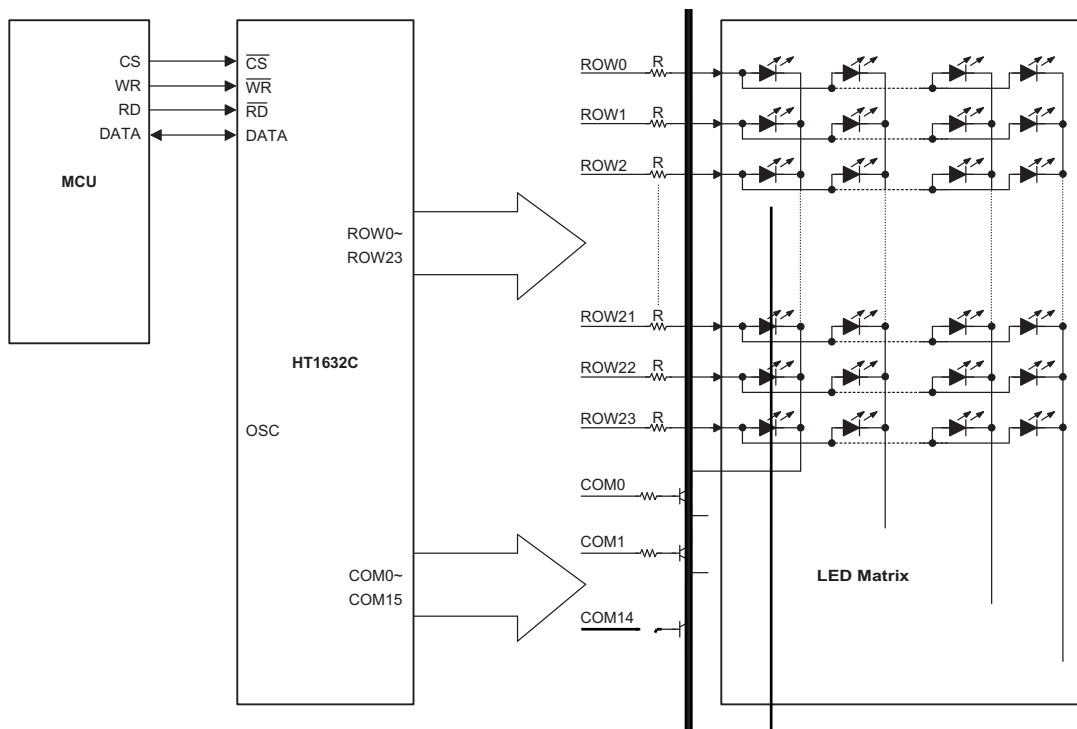 CS
WR
RD
DATA
MCU
CS
WR
RD
DATA
ROW0~
ROW23
HT1632C
OSC
COM0~
COM15
ROW0 R
ROW1 R
ROW2 R
ROW21 R
ROW22 R
ROW23 R
COM0
COM1
COM14
LED Matrix